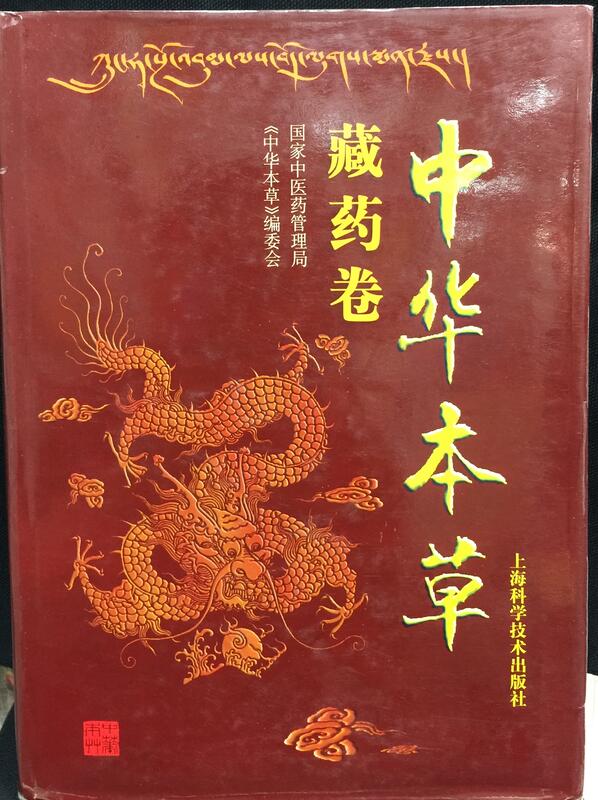 中华本草
藏药卷
国家中医药管理局
《中华本草》编委会
上海科学技术出版社